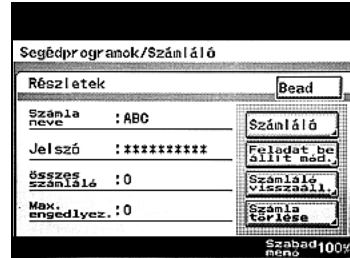 Segédprogramok/Számláló
Részletek
Bead
Számla
neve :ABC
Számláló
Jelszó :**********
Feladat be
állít mód.
összes
számláló :0
Számláló
visszaáll.
Max.
engedlyez. :0
Számla
törlése
Szabad
memó 100%